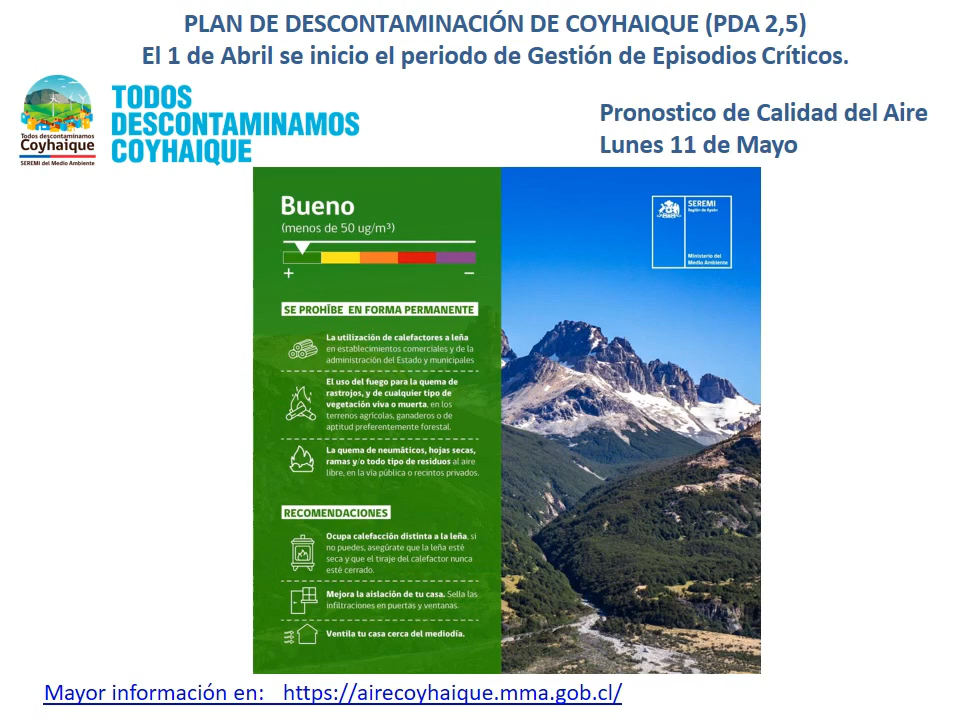 PLAN DE DESCONTAMINACIÓN DE COYHAIQUE (PDA 2,5)
El 1 de Abril se inicio el periodo de Gestión de Episodios Críticos.
Todos descontaminamos
Coyhaique
SEREMI del Medio Ambiente
TODOS
DESCONTAMINAMOS
COYHAIQUE
Pronostico de Calidad del Aire
Lunes 11 de Mayo
Bueno
(menos de 50 ug/m³)
+ –
SE PROHÍBE EN FORMA PERMANENTE
La utilización de calefactores a leña
en establecimientos comerciales y de la
administración del Estado y municipales
El uso del fuego para la quema de
rastrojos, y de cualquier tipo de
vegetación viva o muerta, en los
terrenos agrícolas, ganaderos o de
aptitud preferentemente forestal.
La quema de neumáticos, hojas secas,
ramas y/o todo tipo de residuos al aire
libre, en la vía pública o recintos privados.
RECOMENDACIONES
Ocupa calefacción distinta a la leña, si
no puedes, asegúrate que la leña esté
seca y que el tiraje del calefactor nunca
esté cerrado.
Mejora la aislación de tu casa. Sella las
infiltraciones en puertas y ventanas.
Ventila tu casa cerca del mediodía.
SEREMI
Región de Aysén
Ministerio del
Medio Ambiente
Mayor información en: https://airecoyhaique.mma.gob.cl/